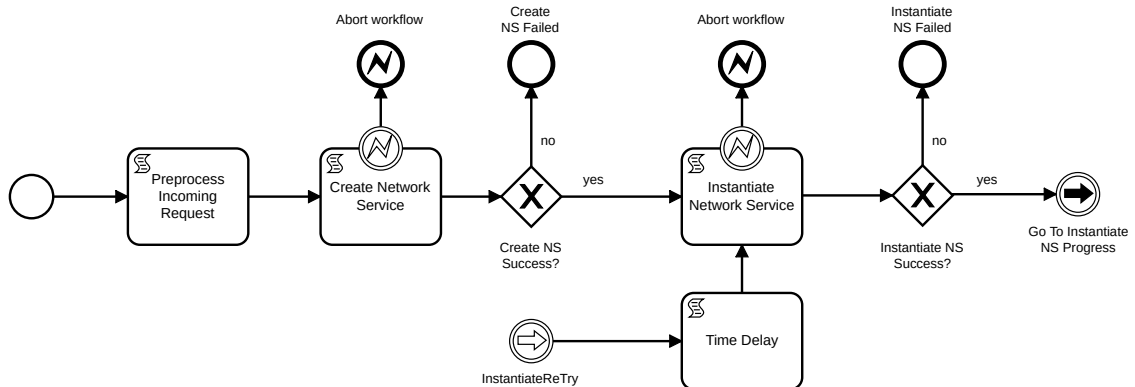 Abort workflow
Create
NS Failed
Abort workflow
Instantiate
NS Failed
no
no
Preprocess
Incoming
Request
Create Network
Service
yes
Instantiate
Network Service
yes
Create NS
Success?
Instantiate NS
Success?
Go To Instantiate
NS Progress
Time Delay
InstantiateReTry